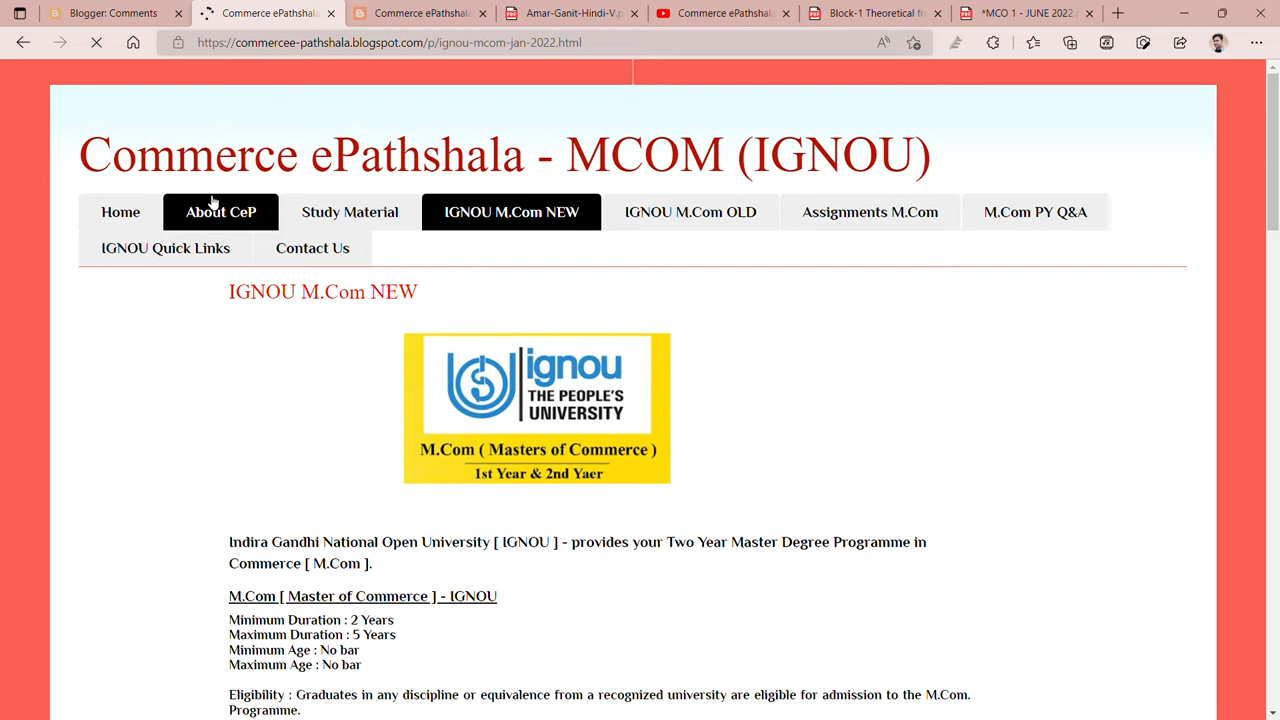 Blogger: Comments
Commerce ePathshala
Commerce ePathshala
Amar-Ganit-Hindi-V.p
Commerce ePathshala
Block-1 Theoretical fra
*MCO 1 - JUNE 2022.
https://commercee-pathshala.blogspot.com/p/ignou-mcom-jan-2022.html
Commerce ePathshala - MCOM (IGNOU)
Home
About CeP
Study Material
IGNOU M.Com NEW
IGNOU M.Com OLD
Assignments M.Com
M.Com PY Q&A
IGNOU Quick Links
Contact Us
IGNOU M.Com NEW
ignou
THE PEOPLE'S
UNIVERSITY
M.Com ( Masters of Commerce )
1st Year & 2nd Yaer
Indira Gandhi National Open University [ IGNOU ] - provides your Two Year Master Degree Programme in
Commerce [ M.Com ].
M.Com [ Master of Commerce ] - IGNOU
Minimum Duration : 2 Years
Maximum Duration : 5 Years
Minimum Age : No bar
Maximum Age : No bar
Eligibility : Graduates in any discipline or equivalence from a recognized university are eligible for admission to the M.Com.
Programme.